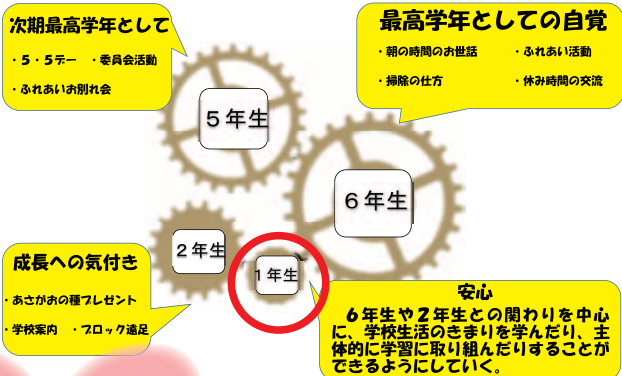 次期最高学年として
・５・５デー　・委員会活動
・ふれあいお別れ会
最高学年としての自覚
・朝の時間のお世話　・ふれあい活動
・掃除の仕方　・休み時間の交流
５年生
６年生
２年生
１年生
成長への気付き
・あさがおの種プレゼント
・学校案内　・ブロック遠足
安心
６年生や２年生との関わりを中心
に、学校生活のきまりを学んだり、主
体的に学習に取り組んだりすることが
できるようにしていく。